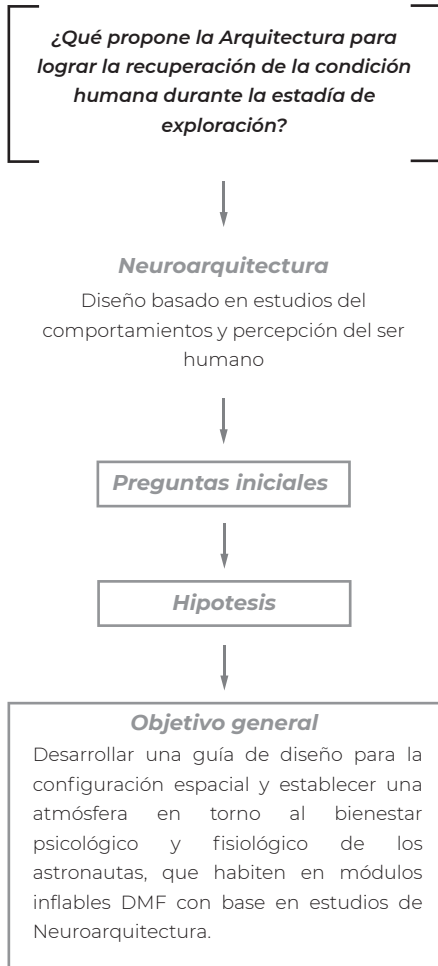 ¿Qué propone la Arquitectura para
lograr la recuperación de la condición
humana durante la estadía de
exploración?
Neuroarquitectura
Diseño basado en estudios del
comportamientos y percepción del ser
humano
Preguntas iniciales
Hipotesis
Objetivo general
Desarrollar una guía de diseño para la
configuración espacial y establecer una
atmósfera en torno al bienestar
psicológico y fisiológico de los
astronautas, que habiten en módulos
inflables DMF con base en estudios de
Neuroarquitectura.